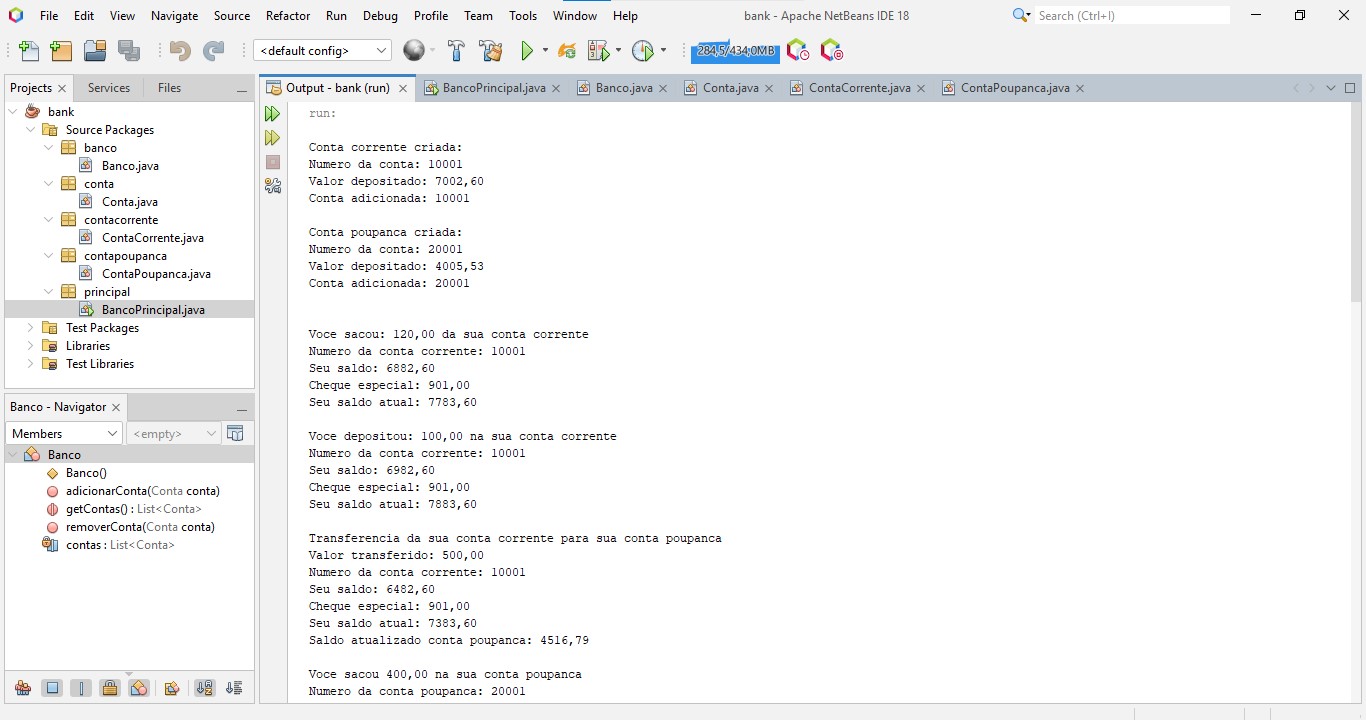 File Edit View Navigate Source Refactor Run Debug Profile Team Tools Window Help bank - Apache NetBeans IDE 18 Search (Ctrl+I)
<default config> 284,5/434,0MB
Projects Services Files
bank
Source Packages
banco
Banco.java
conta
Conta.java
contacorrente
ContaCorrente.java
contapoupanca
ContaPoupanca.java
principal
BancoPrincipal.java
Test Packages
Libraries
Test Libraries
Banco - Navigator
Members <empty>
Banco
Banco()
adicionarConta(Conta conta)
getContas() : List<Conta>
removerConta(Conta conta)
contas : List<Conta>
Output - bank (run) BancoPrincipal.java Banco.java Conta.java ContaCorrente.java ContaPoupanca.java
run:
Conta corrente criada:
Numero da conta: 10001
Valor depositado: 7002,60
Conta adicionada: 10001
Conta poupanca criada:
Numero da conta: 20001
Valor depositado: 4005,53
Conta adicionada: 20001
Voce sacou: 120,00 da sua conta corrente
Numero da conta corrente: 10001
Seu saldo: 6882,60
Cheque especial: 901,00
Seu saldo atual: 7783,60
Voce depositou: 100,00 na sua conta corrente
Numero da conta corrente: 10001
Seu saldo: 6982,60
Cheque especial: 901,00
Seu saldo atual: 7883,60
Transferencia da sua conta corrente para sua conta poupanca
Valor transferido: 500,00
Numero da conta corrente: 10001
Seu saldo: 6482,60
Cheque especial: 901,00
Seu saldo atual: 7383,60
Saldo atualizado conta poupanca: 4516,79
Voce sacou 400,00 na sua conta poupanca
Numero da conta poupanca: 20001